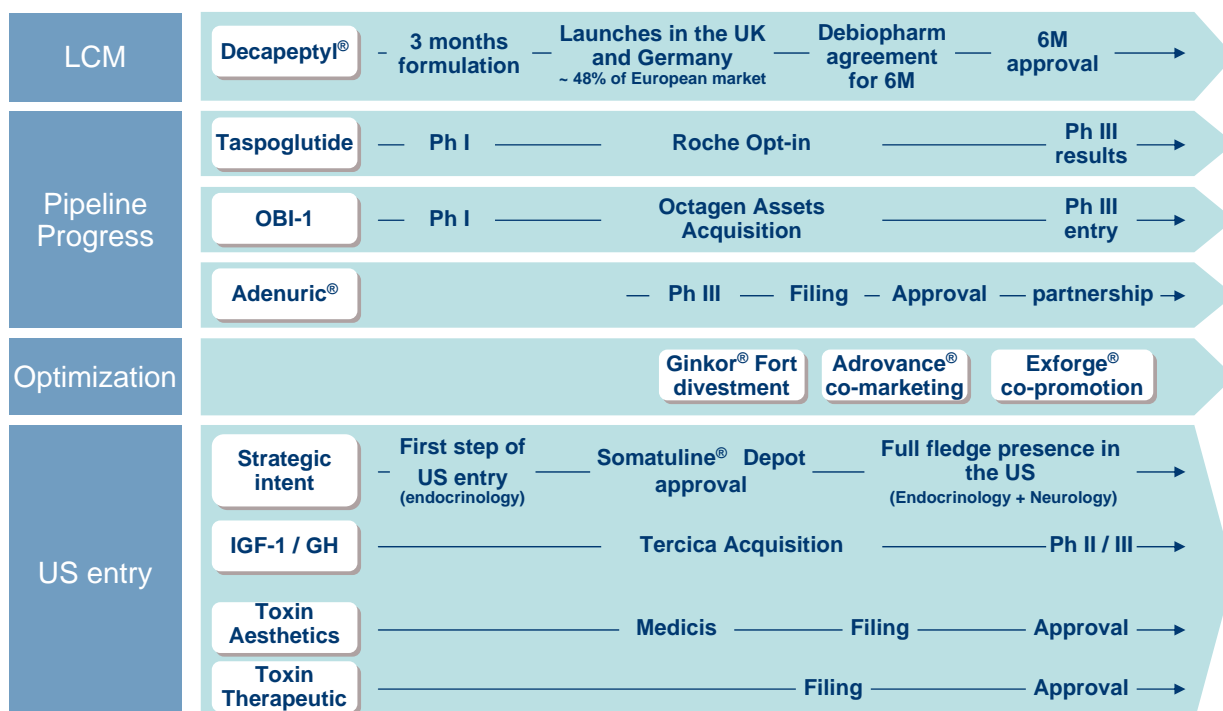 LCM
Decapeptyl®
3 months
formulation
Launches in the UK
and Germany
~ 48% of European market
Debiopharm
agreement
for 6M
6M
approval
Pipeline
Progress
Taspoglutide
Ph I
Roche Opt-in
Ph III
results
OBI-1
Ph I
Octagen Assets
Acquisition
Ph III
entry
Adenuric®
Ph III
Filing
Approval
partnership
Optimization
Ginkor® Fort
divestment
Adrovance®
co-marketing
Exforge®
co-promotion
US entry
Strategic
intent
First step of
US entry
(endocrinology)
Somatuline® Depot
approval
Full fledge presence in
the US
(Endocrinology + Neurology)
IGF-1 / GH
Tercica Acquisition
Ph II / III
Toxin
Aesthetics
Medicis
Filing
Approval
Toxin
Therapeutic
Filing
Approval